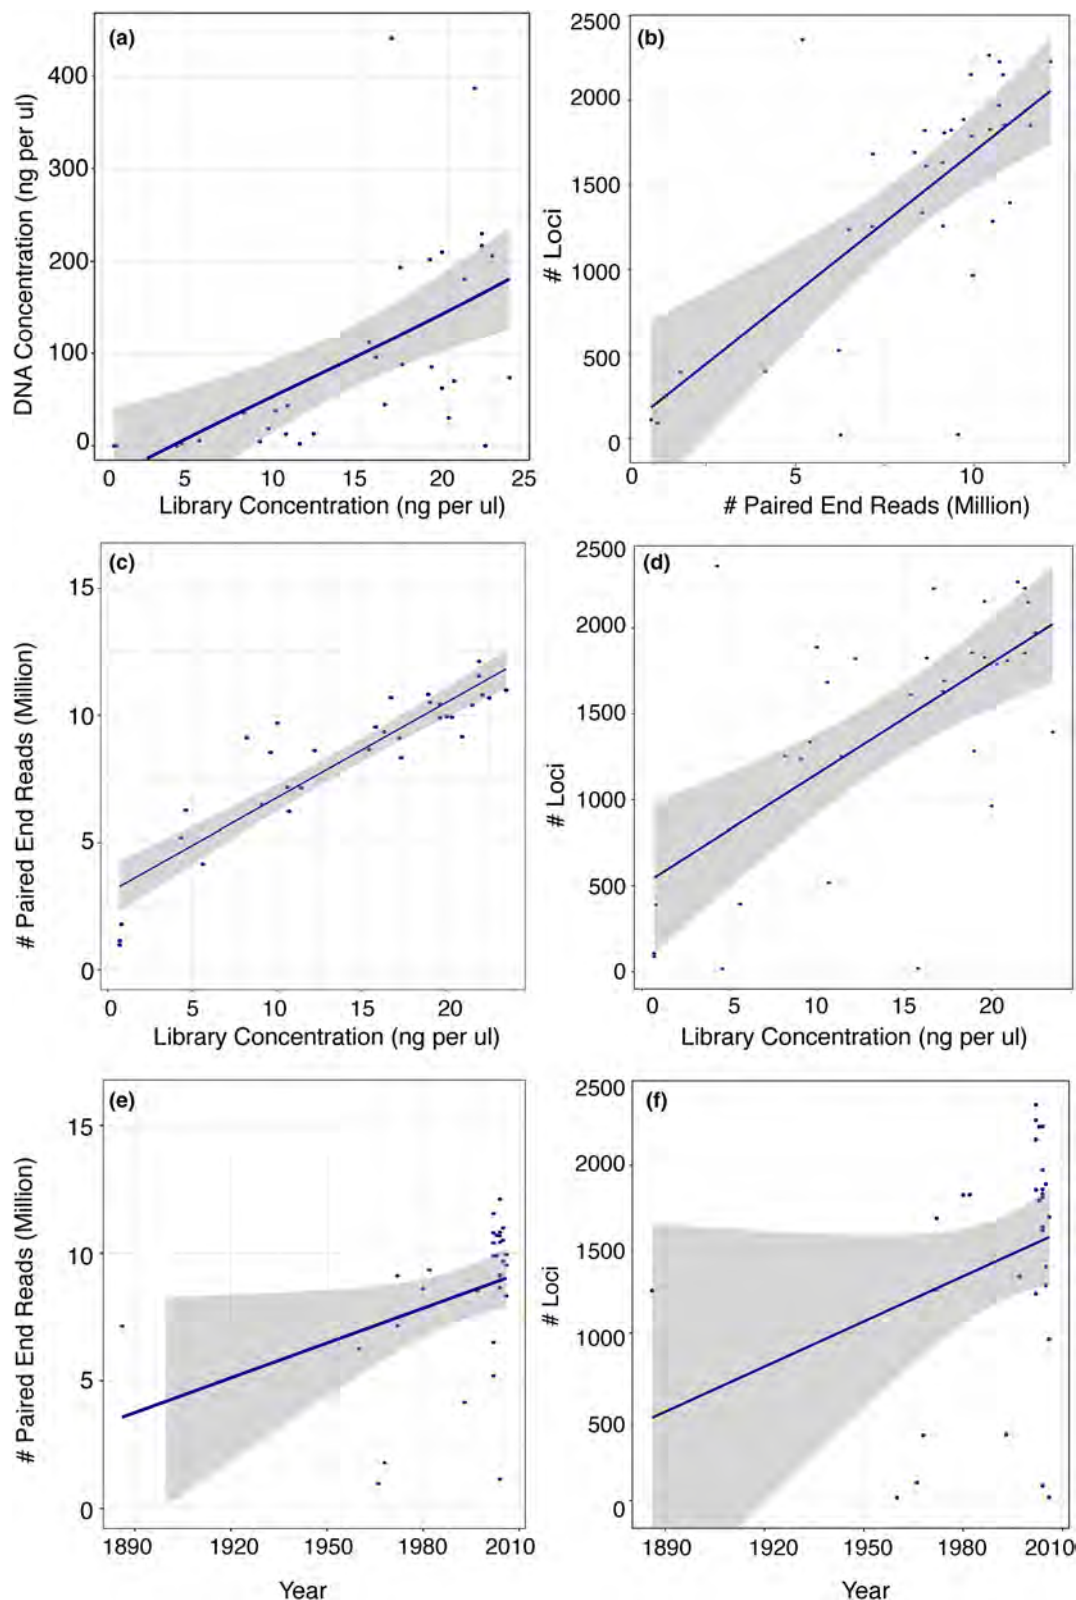 (a)
DNA Concentration (ng per ul)
400
300
200
100
0
0 5 10 15 20 25
Library Concentration (ng per ul)
(b)
# Loci
2500
2000
1500
1000
500
0
0 5 10
# Paired End Reads (Million)
(c)
# Paired End Reads (Million)
15
10
5
0
0 5 10 15 20
Library Concentration (ng per ul)
(d)
# Loci
2500
2000
1500
1000
500
0
0 5 10 15 20
Library Concentration (ng per ul)
(e)
# Paired End Reads (Million)
15
10
5
0
1890 1920 1950 1980 2010
Year
(f)
# Loci
2500
2000
1500
1000
500
0
1890 1920 1950 1980 2010
Year